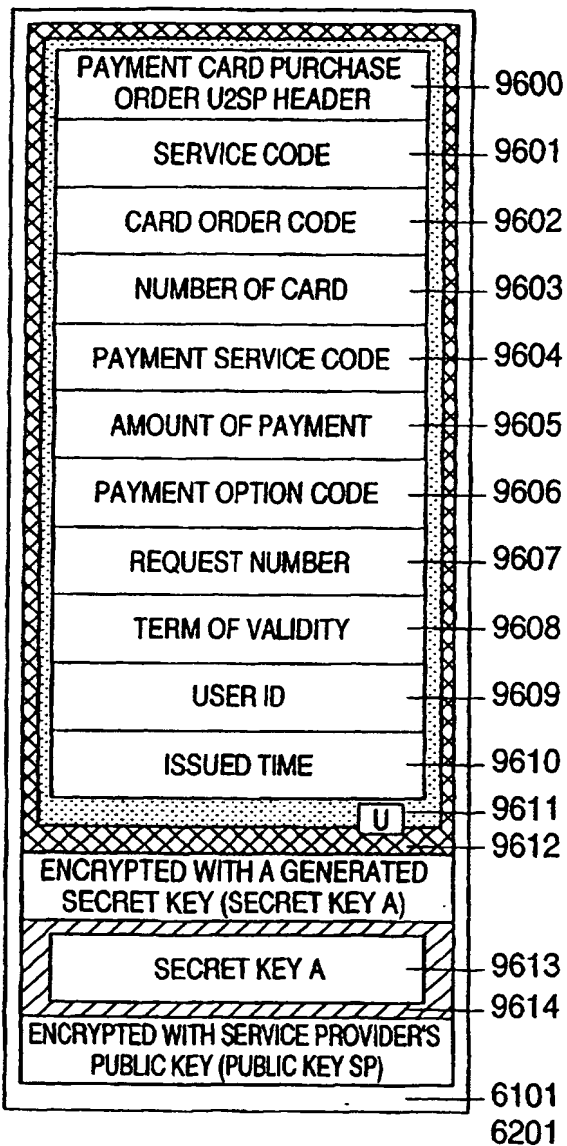 PAYMENT CARD PURCHASE
ORDER U2SP HEADER
9600
SERVICE CODE
9601
CARD ORDER CODE
9602
NUMBER OF CARD
9603
PAYMENT SERVICE CODE
9604
AMOUNT OF PAYMENT
9605
PAYMENT OPTION CODE
9606
REQUEST NUMBER
9607
TERM OF VALIDITY
9608
USER ID
9609
ISSUED TIME
9610
U
9611
9612
ENCRYPTED WITH A GENERATED
SECRET KEY (SECRET KEY A)
SECRET KEY A
9613
9614
ENCRYPTED WITH SERVICE PROVIDER'S
PUBLIC KEY (PUBLIC KEY SP)
6101
6201